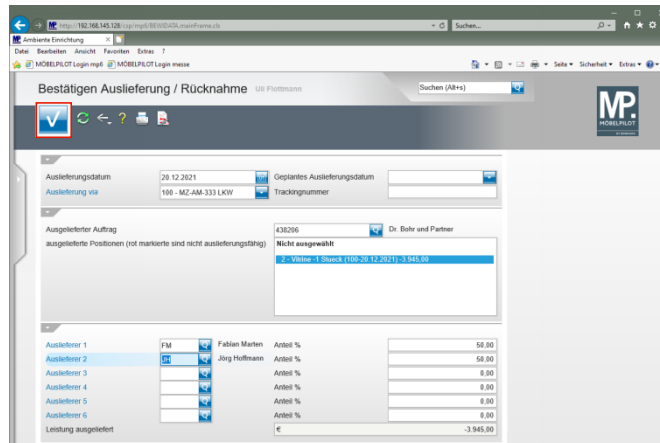 http://192.168.145.128/csp/mp6/BEWIDATA.mainFrame.cls
Suchen...
Ambiente Einrichtung
Datei Bearbeiten Ansicht Favoriten Extras ?
MÖBELPILOT Login mp6 MÖBELPILOT Login messe
Seite Sicherheit Extras
Bestätigen Auslieferung / Rücknahme Uli Flottmann
Suchen (Alt+s)
MP.
MÖBELPILOT
Auslieferungsdatum 20.12.2021 Geplantes Auslieferungsdatum
Auslieferung via 100 - MZ-AM-333 LKW Trackingnummer
Ausgelieferter Auftrag 438206 Dr. Bohr und Partner
ausgelieferte Positionen (rot markierte sind nicht auslieferungsfähig) Nicht ausgewählt
2 - Vitrine -1 Stueck (100-20.12.2021) -3.945,00
Auslieferer 1 FM Fabian Marten Anteil % 50,00
Auslieferer 2 JH Jörg Hoffmann Anteil % 50,00
Auslieferer 3 Anteil % 0,00
Auslieferer 4 Anteil % 0,00
Auslieferer 5 Anteil % 0,00
Auslieferer 6 Anteil % 0,00
Leistung ausgeliefert € -3.945,00